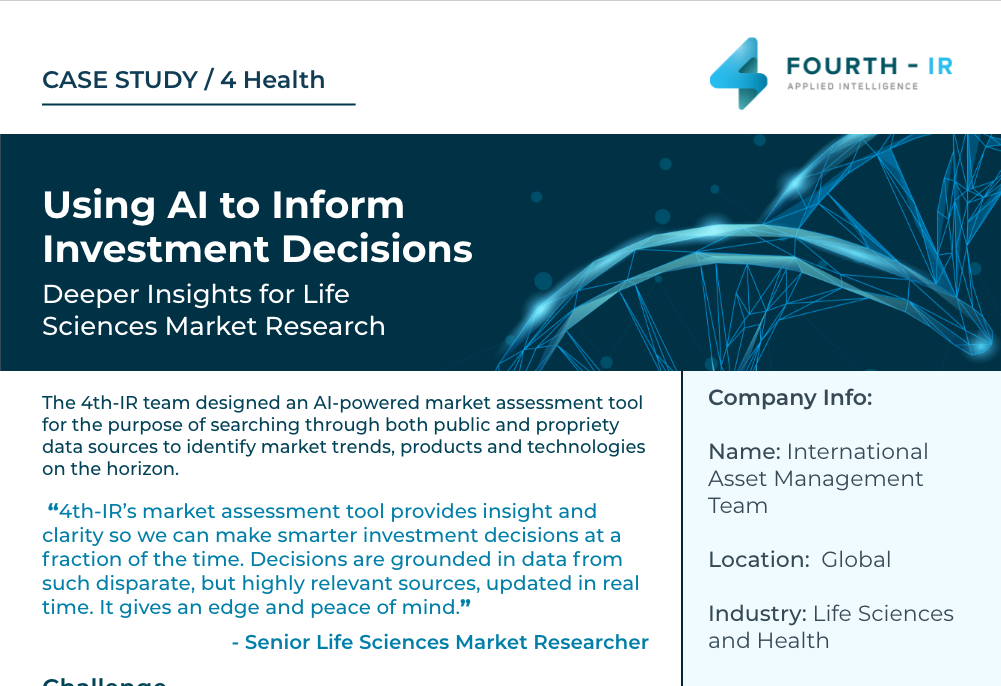 CASE STUDY / 4 Health
FOURTH - IR
APPLIED INTELLIGENCE
Using AI to Inform
Investment Decisions
Deeper Insights for Life
Sciences Market Research
The 4th-IR team designed an AI-powered market assessment tool
for the purpose of searching through both public and propriety
data sources to identify market trends, products and technologies
on the horizon.
“4th-IR’s market assessment tool provides insight and
clarity so we can make smarter investment decisions at a
fraction of the time. Decisions are grounded in data from
such disparate, but highly relevant sources, updated in real
time. It gives an edge and peace of mind.”
- Senior Life Sciences Market Researcher
Challenge
Company Info:
Name: International
Asset Management
Team
Location: Global
Industry: Life Sciences
and Health